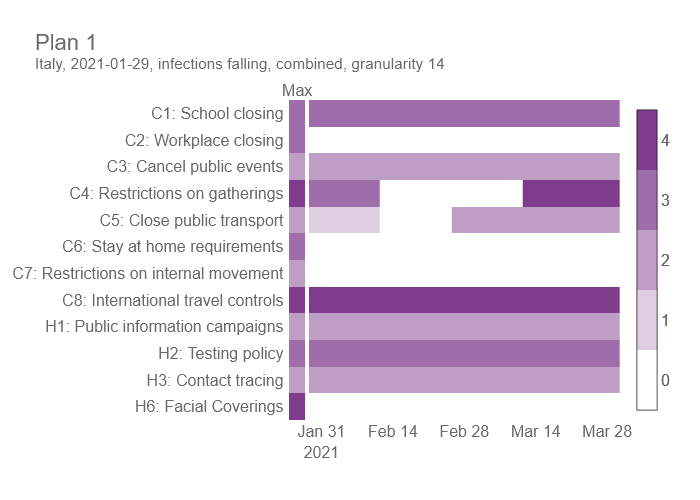 Plan 1
Italy, 2021-01-29, infections falling, combined, granularity 14
Max
C1: School closing
C2: Workplace closing
C3: Cancel public events
C4: Restrictions on gatherings
C5: Close public transport
C6: Stay at home requirements
C7: Restrictions on internal movement
C8: International travel controls
H1: Public information campaigns
H2: Testing policy
H3: Contact tracing
H6: Facial Coverings
Jan 31 Feb 14 Feb 28 Mar 14 Mar 28
2021
4
3
2
1
0